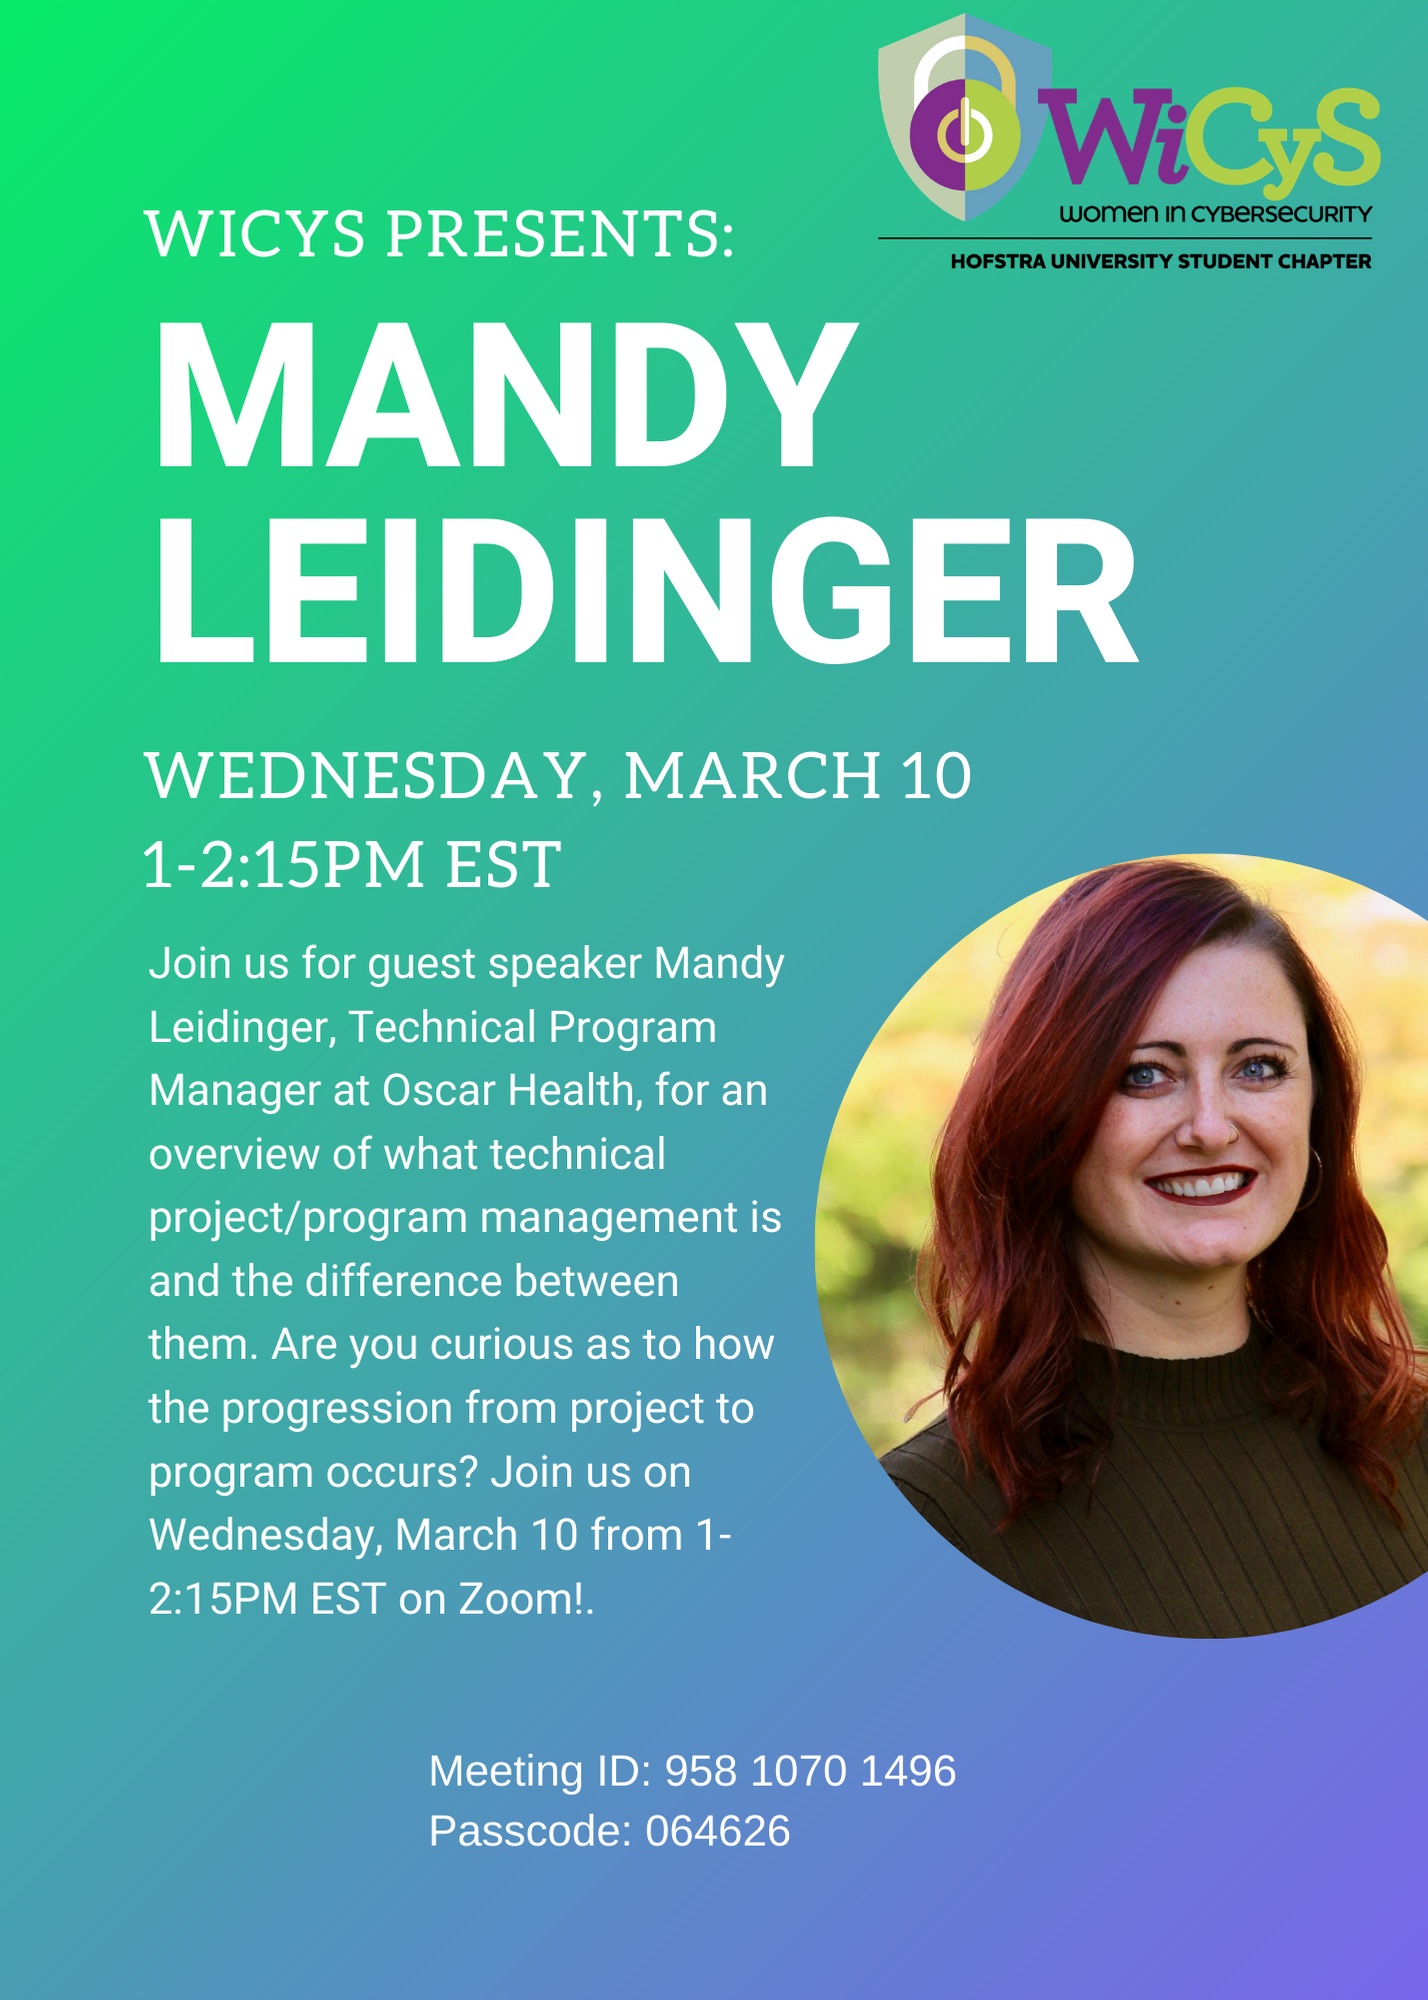 WiCyS
WOMEN IN CYBERSECURITY
HOFSTRA UNIVERSITY STUDENT CHAPTER
WICYS PRESENTS:
MANDY
LEIDINGER
WEDNESDAY, MARCH 10
1-2:15PM EST
Join us for guest speaker Mandy
Leidinger, Technical Program
Manager at Oscar Health, for an
overview of what technical
project/program management is
and the difference between
them. Are you curious as to how
the progression from project to
program occurs? Join us on
Wednesday, March 10 from 1-
2:15PM EST on Zoom!.
Meeting ID: 958 1070 1496
Passcode: 064626